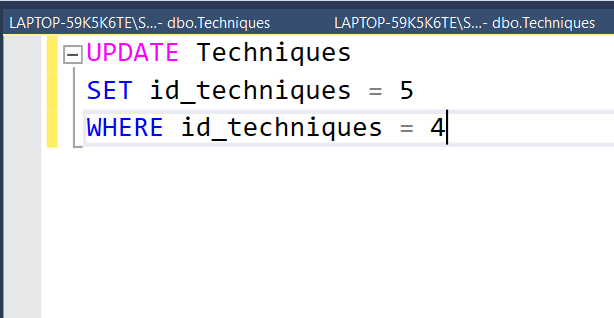 LAPTOP-59K5K6TE\S...- dbo.Techniques LAPTOP-59K5K6TE\S...- dbo.Techniques
UPDATE Techniques
SET id_techniques = 5
WHERE id_techniques = 4